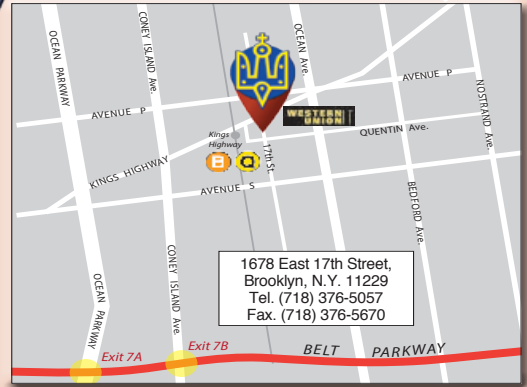 OCEAN PARKWAY
CONEY ISLAND Ave.
OCEAN Ave.
AVENUE P
NOSTRAND Ave.
AVENUE P
WESTERN
UNION
QUENTIN Ave.
Kings
Highway
B
Q
17th St.
KINGS HIGHWAY
AVENUE S
BEDFORD Ave.
CONEY ISLAND Ave.
OCEAN PARKWAY
1678 East 17th Street,
Brooklyn, N.Y. 11229
Tel. (718) 376-5057
Fax. (718) 376-5670
Exit 7A
Exit 7B
BELT PARKWAY